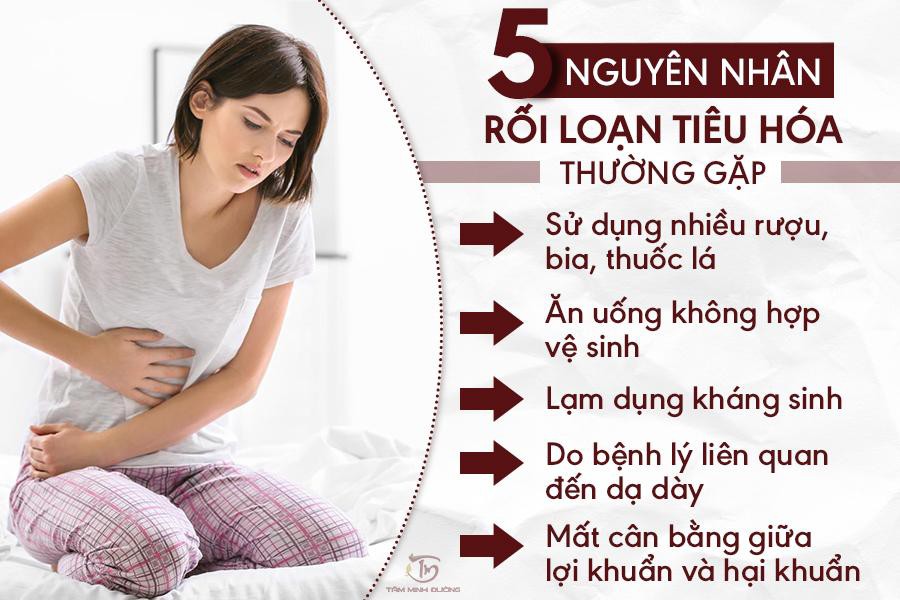 5 NGUYÊN NHÂN
RỐI LOẠN TIÊU HÓA
THƯỜNG GẶP
Sử dụng nhiều rượu,
bia, thuốc lá
Ăn uống không hợp
vệ sinh
Lạm dụng kháng sinh
Do bệnh lý liên quan
đến dạ dày
Mất cân bằng giữa
lợi khuẩn và hại khuẩn
TÂM MINH ĐƯỜNG